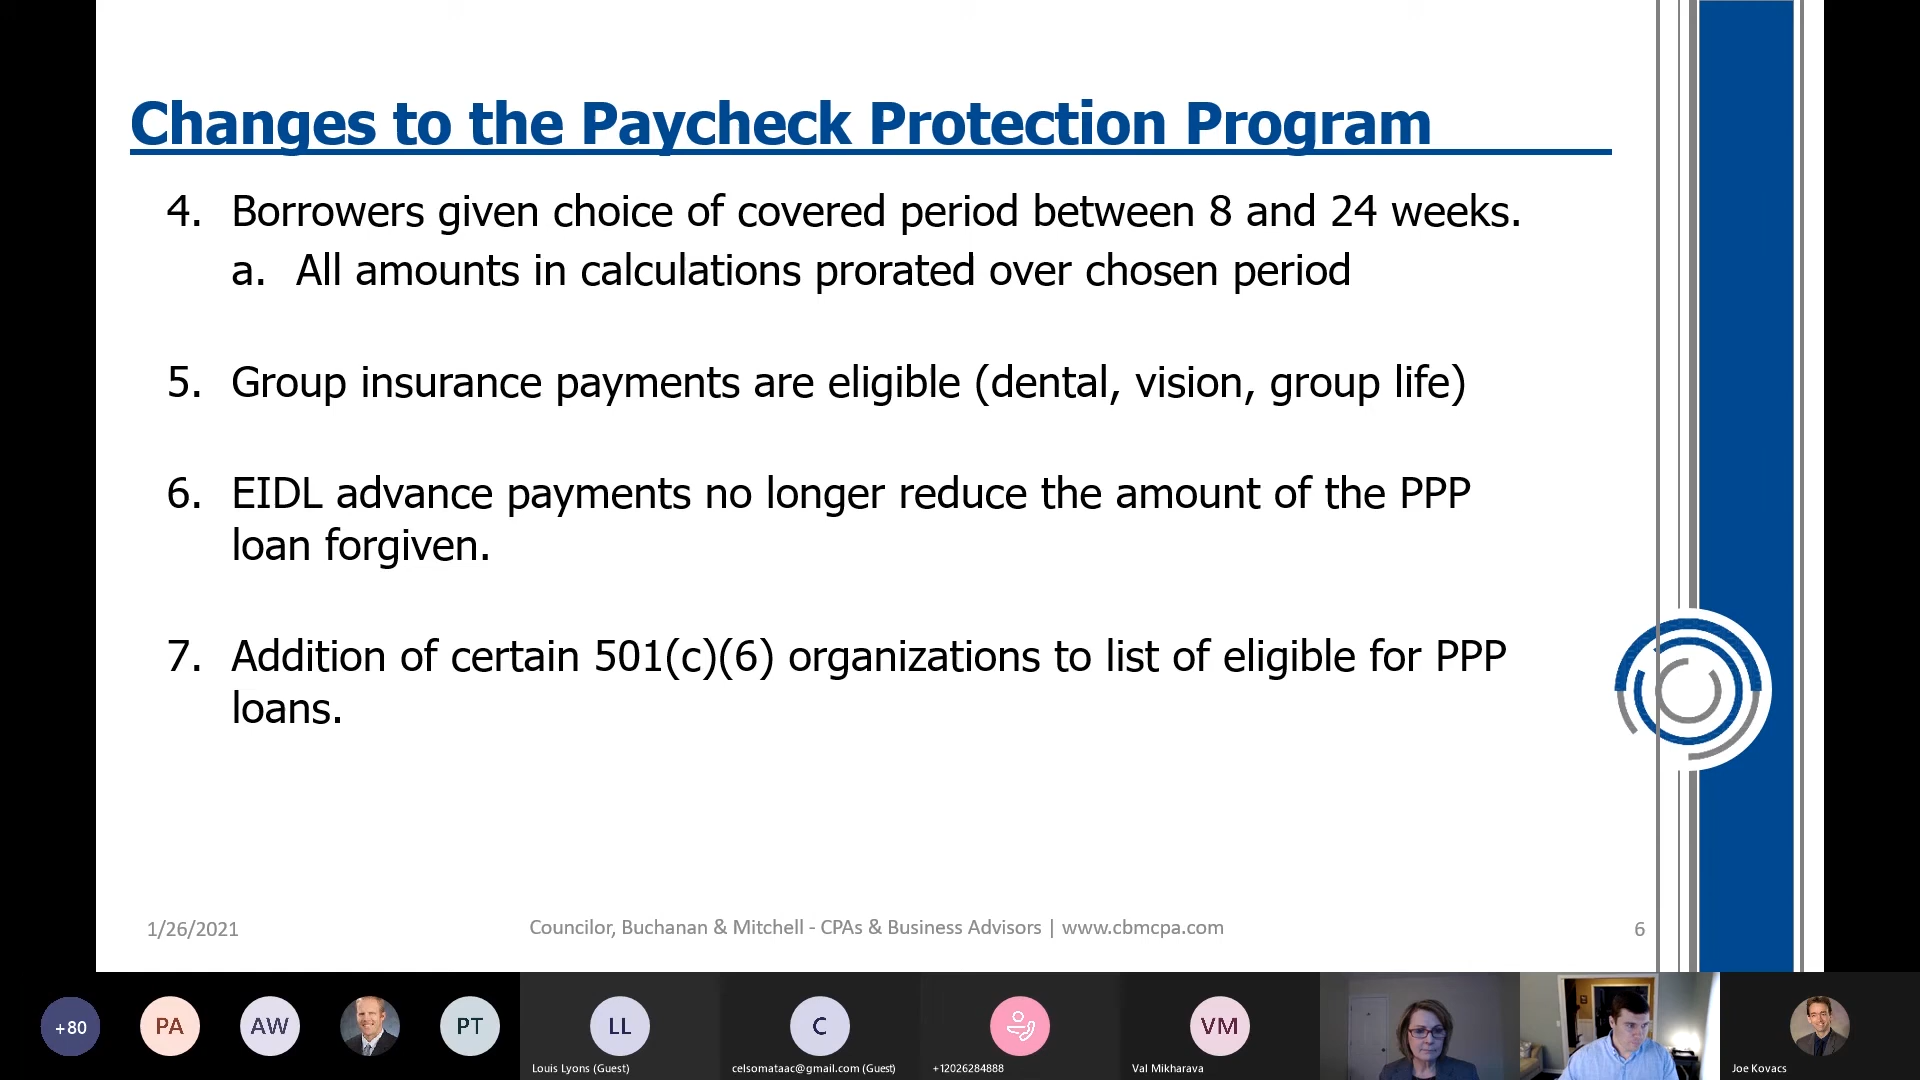 Changes to the Paycheck Protection Program
4. Borrowers given choice of covered period between 8 and 24 weeks.
a. All amounts in calculations prorated over chosen period
5. Group insurance payments are eligible (dental, vision, group life)
6. EIDL advance payments no longer reduce the amount of the PPP
loan forgiven.
7. Addition of certain 501(c)(6) organizations to list of eligible for PPP
loans.
1/26/2021
Councilor, Buchanan & Mitchell - CPAs & Business Advisors | www.cbmcpa.com
6
+80
PA
AW
PT
LL
C
VM
Louis Lyons (Guest)
celsomataac@gmail.com (Guest)
+12026284888
Val Mikharava
Joe Kovacs